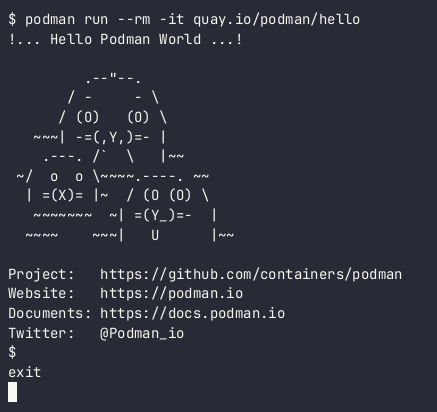 $ podman run --rm -it quay.io/podman/hello
!... Hello Podman World ...!

         .--"--.
       / -     - \
      / (O)   (O) \
   ~~~| -=(,Y,)=- |
    .---. /`  \   |~~
 ~/  o  o \~~~~.----. ~~
  | =(X)= |~  / (O (O) \
   ~~~~~~~  ~| =(Y_)=-  |
  ~~~~    ~~~|   U      |~~

Project:   https://github.com/containers/podman
Website:   https://podman.io
Documents: https://docs.podman.io
Twitter:   @Podman_io
$
exit